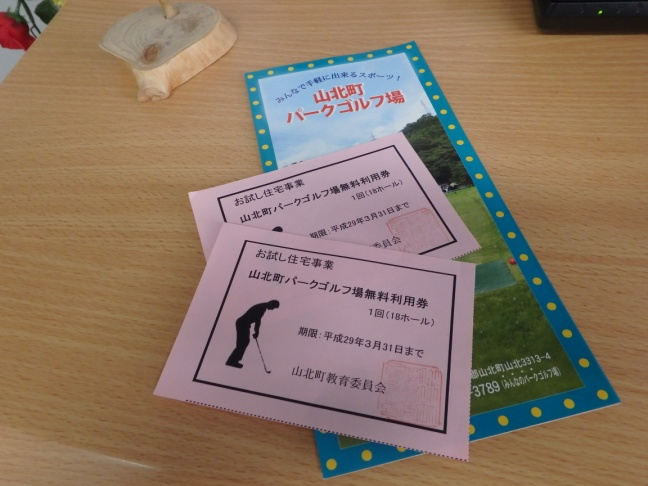 みんなで手軽に出来るスポーツ！
山北町
パークゴルフ場
お試し住宅事業
山北町パークゴルフ場無料利用券
1回(18ホール)
期限：平成29年3月31日まで
委員会
お試し住宅事業
山北町パークゴルフ場無料利用券
1回(18ホール)
期限：平成29年3月31日まで
山北町教育委員会
郡山北町山北3313-4
-3789(みんなのパークゴルフ場)